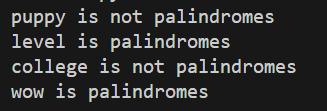 puppy is not palindromes
level is palindromes
college is not palindromes
wow is palindromes